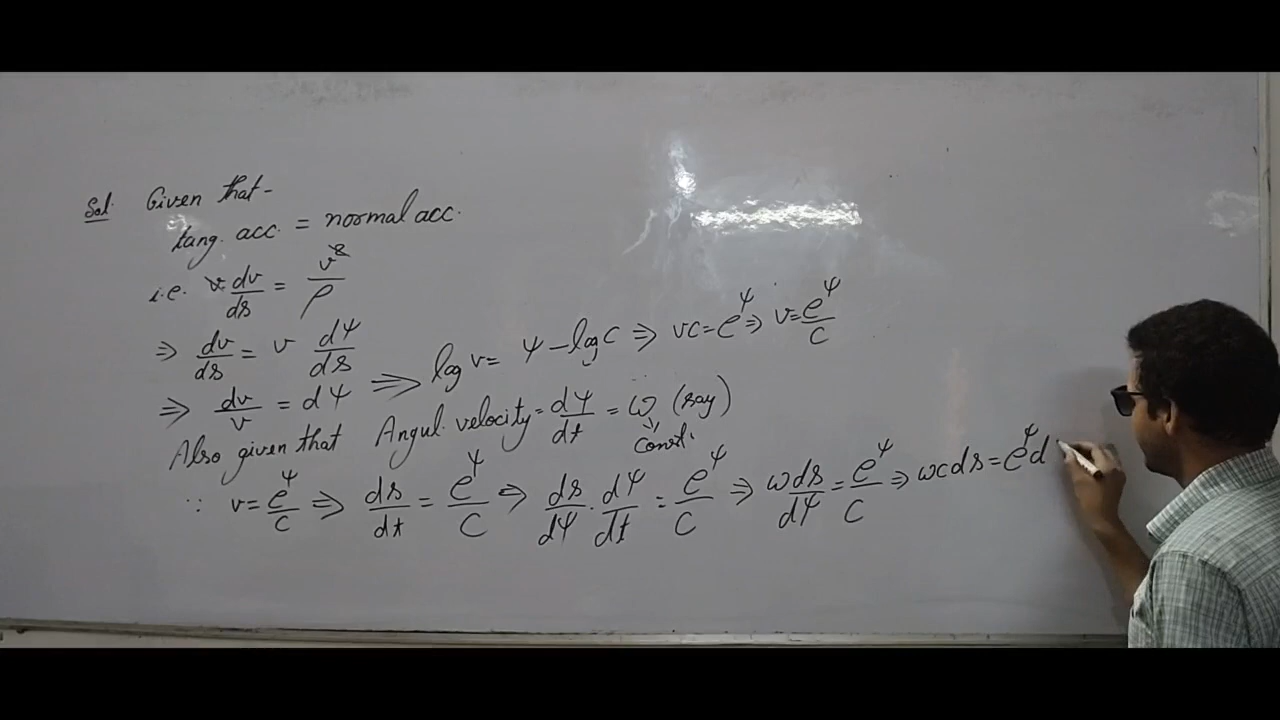 Sol. Given that-
tang. acc. = normal acc.
i.e. v dv/ds = v²/ρ
⇒ dv/ds = v dψ/ds
⇒ dv/v = dψ ⟹ log v = ψ - log c ⇒ vc = e^ψ ⇒ v = e^ψ/c
Also given that Angul. velocity = dψ/dt = ω (say)
↓
const.
∵ v = e^ψ/c ⇒ ds/dt = e^ψ/c ⇒ ds/dψ . dψ/dt = e^ψ/c ⇒ ω ds/dψ = e^ψ/c ⇒ ωc ds = e^ψ d